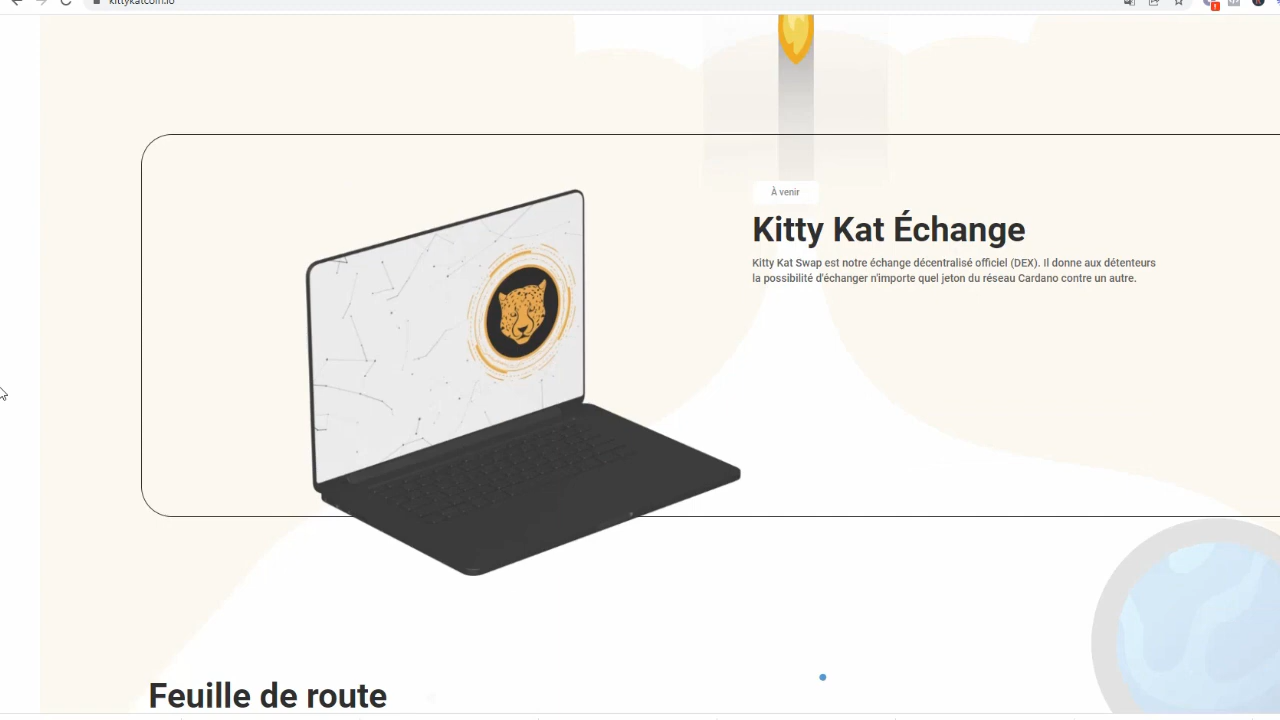 kittykatcoin.io
À venir
Kitty Kat Échange
Kitty Kat Swap est notre échange décentralisé officiel (DEX). Il donne aux détenteurs
la possibilité d'échanger n'importe quel jeton du réseau Cardano contre un autre.
Feuille de route